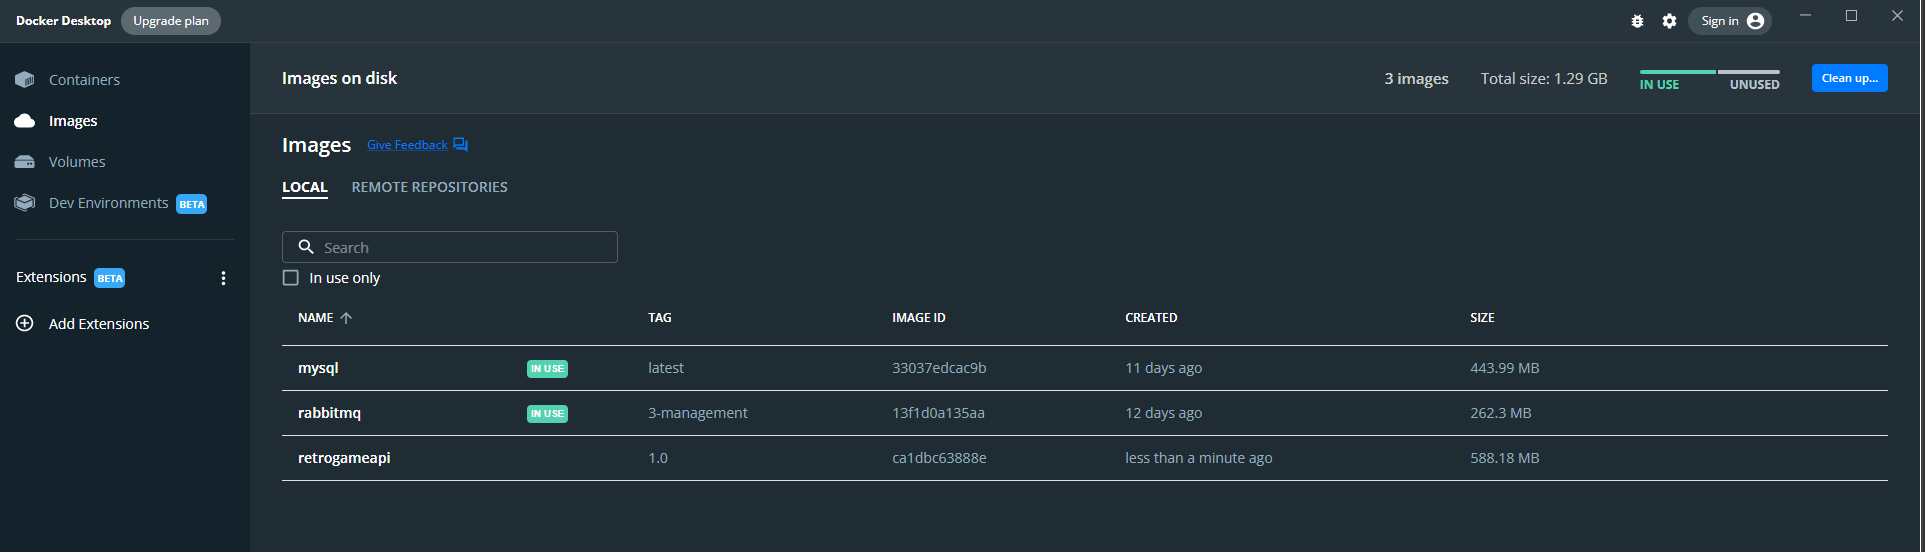 Docker Desktop Upgrade plan Sign in
Containers
Images
Volumes
Dev Environments BETA
Extensions BETA
Add Extensions
Images on disk 3 images Total size: 1.29 GB IN USE UNUSED Clean up...
Images Give Feedback
LOCAL REMOTE REPOSITORIES
Search
In use only
NAME TAG IMAGE ID CREATED SIZE
mysql IN USE latest 33037edcac9b 11 days ago 443.99 MB
rabbitmq IN USE 3-management 13f1d0a135aa 12 days ago 262.3 MB
retrogameapi 1.0 ca1dbc63888e less than a minute ago 588.18 MB